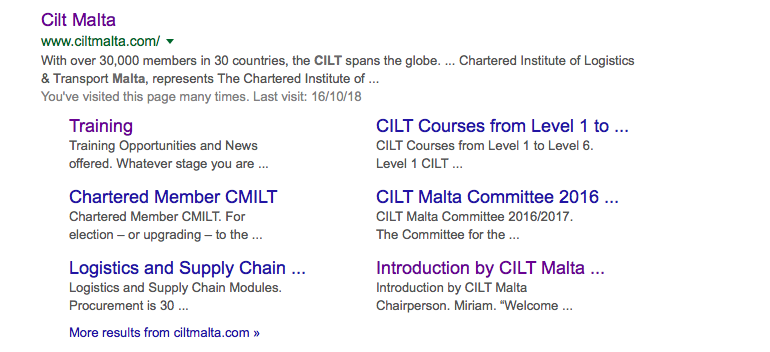 Cilt Malta
www.ciltmalta.com/
With over 30,000 members in 30 countries, the CILT spans the globe. ... Chartered Institute of Logistics
& Transport Malta, represents The Chartered Institute of ...
You've visited this page many times. Last visit: 16/10/18
Training
Training Opportunities and News
offered. Whatever stage you are ...
CILT Courses from Level 1 to ...
CILT Courses from Level 1 to Level 6.
Level 1 CILT ...
Chartered Member CMILT
Chartered Member CMILT. For
election – or upgrading – to the ...
CILT Malta Committee 2016 ...
CILT Malta Committee 2016/2017.
The Committee for the ...
Logistics and Supply Chain ...
Logistics and Supply Chain Modules.
Procurement is 30 ...
Introduction by CILT Malta ...
Introduction by CILT Malta
Chairperson. Miriam. “Welcome ...
More results from ciltmalta.com »